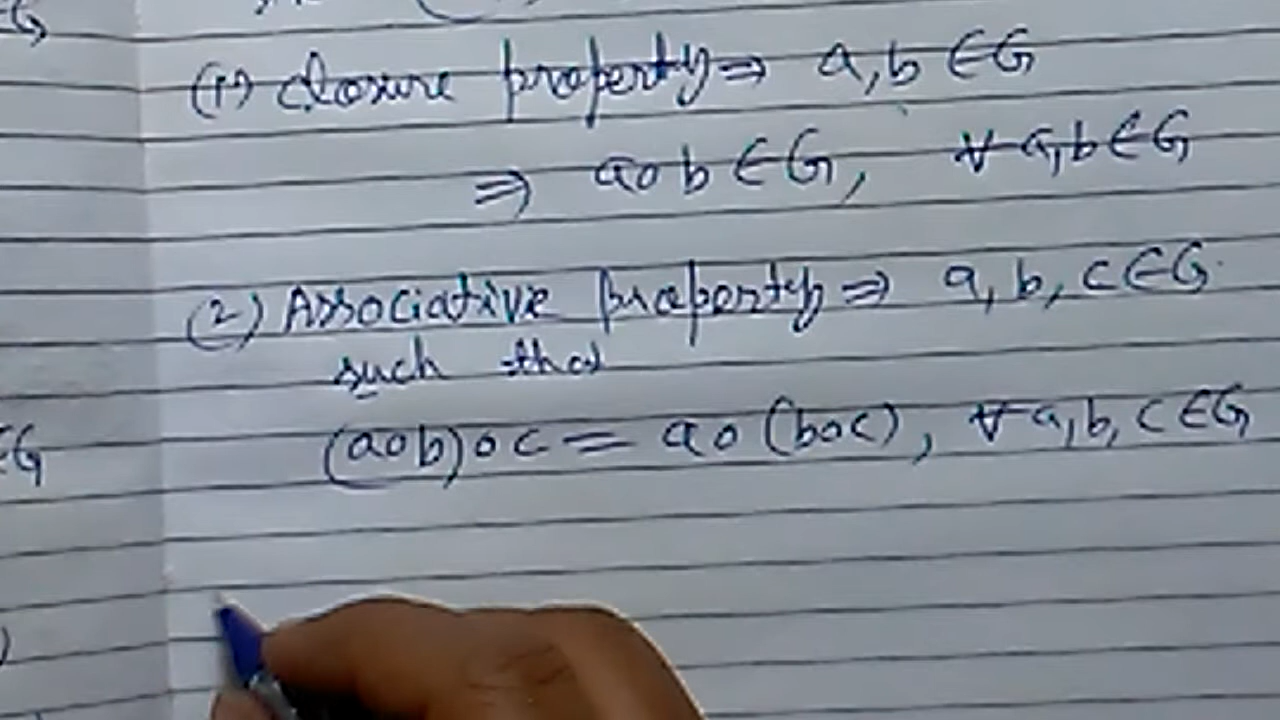 (1) closure property ⇒ a, b ∈ G
⇒ a o b ∈ G, ∀ a, b ∈ G
(2) Associative property ⇒ a, b, c ∈ G.
such that
(a o b) o c = a o (b o c), ∀ a, b, c ∈ G
∈G